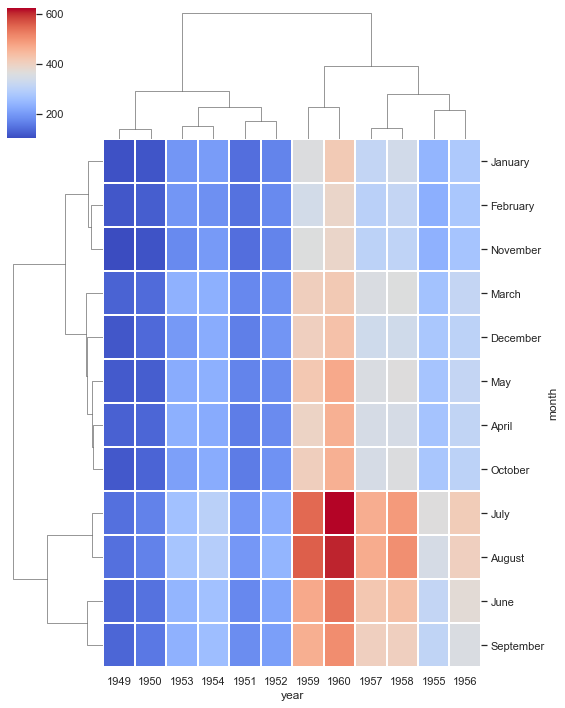 600
400
200
January
February
November
March
December
May
April
October
July
August
June
September
month
1949 1950 1953 1954 1951 1952 1959 1960 1957 1958 1955 1956
year